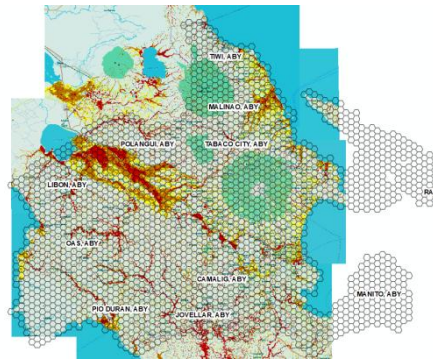 TIWI, ABY
MALINAO, ABY
POLANGUI, ABY
TABACO CITY, ABY
LIBON, ABY
RA
OAS, ABY
CAMALIG, ABY
MANITO, ABY
PIO DURAN, ABY
JOVELLAR, ABY